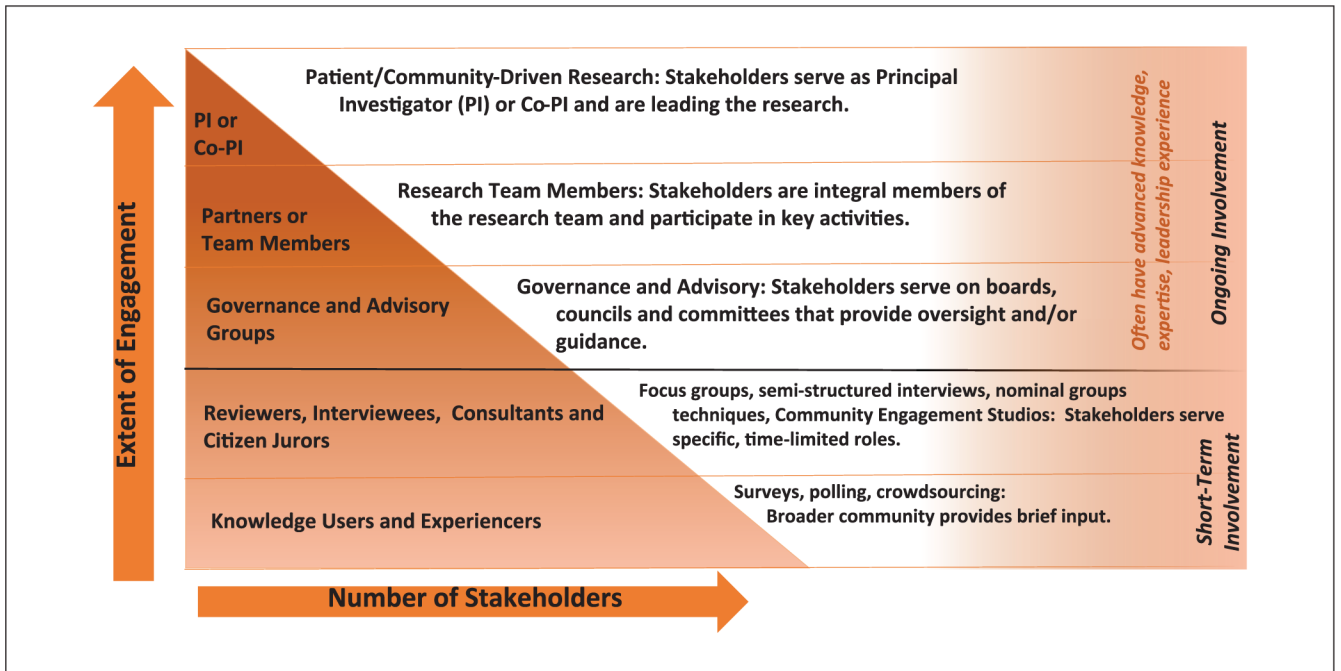 Extent of Engagement
PI or
Co-PI
Patient/Community-Driven Research: Stakeholders serve as Principal
Investigator (PI) or Co-PI and are leading the research.
Partners or
Team Members
Research Team Members: Stakeholders are integral members of
the research team and participate in key activities.
Governance and Advisory
Groups
Governance and Advisory: Stakeholders serve on boards,
councils and committees that provide oversight and/or
guidance.
Often have advanced knowledge,
expertise, leadership experience
Ongoing Involvement
Reviewers, Interviewees, Consultants and
Citizen Jurors
Focus groups, semi-structured interviews, nominal groups
techniques, Community Engagement Studios: Stakeholders serve
specific, time-limited roles.
Knowledge Users and Experiencers
Surveys, polling, crowdsourcing:
Broader community provides brief input.
Short-Term
Involvement
Number of Stakeholders